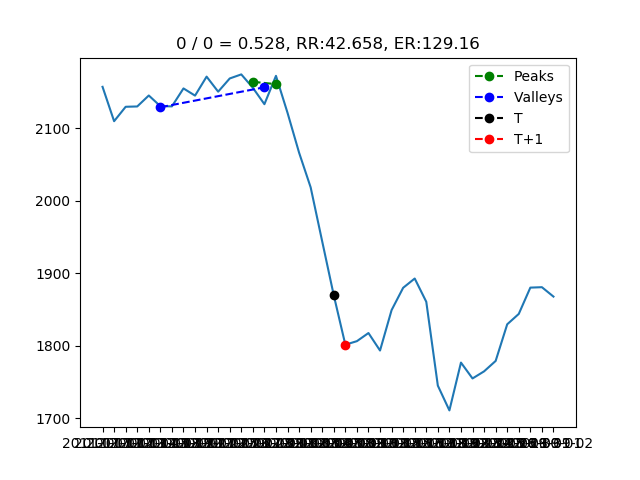 0 / 0 = 0.528, RR:42.658, ER:129.16
Peaks
Valleys
T
T+1
2100
2000
1900
1800
1700